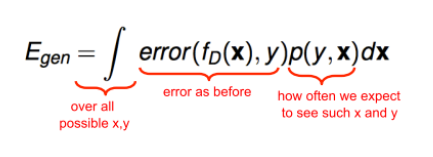 E_gen = ∫ error(f_D(x), y)p(y, x)dx
over all
possible x,y
error as before
how often we expect
to see such x and y